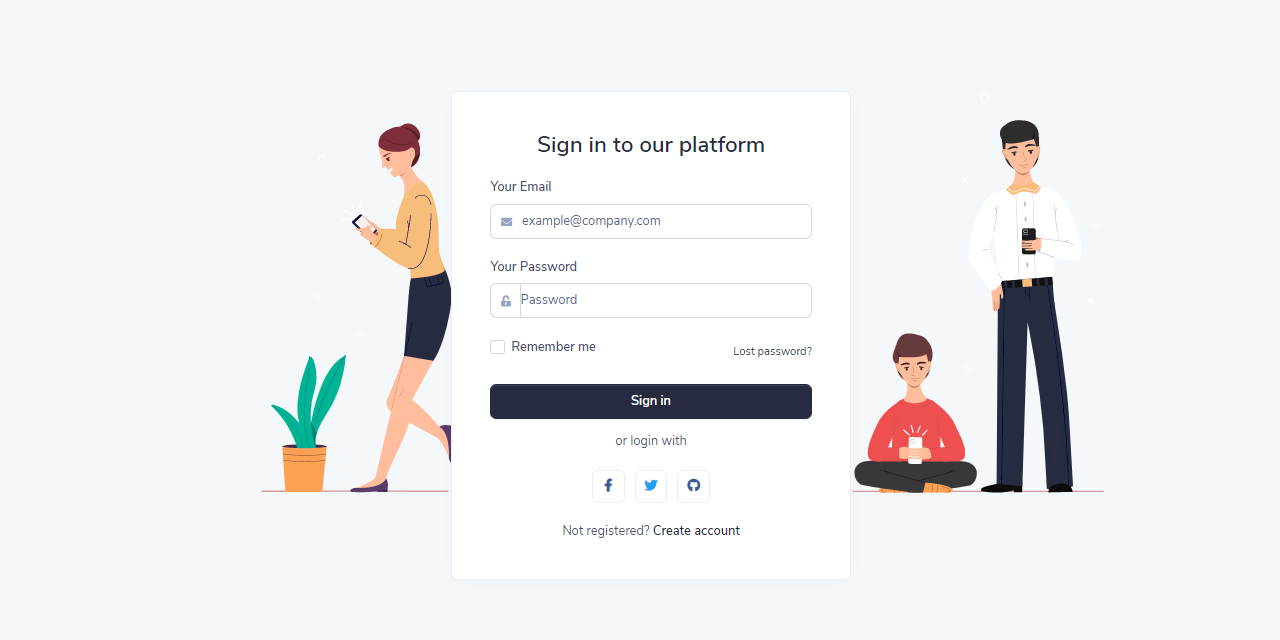 Sign in to our platform
Your Email
example@company.com
Your Password
Password
Remember me
Lost password?
Sign in
or login with
Not registered? Create account